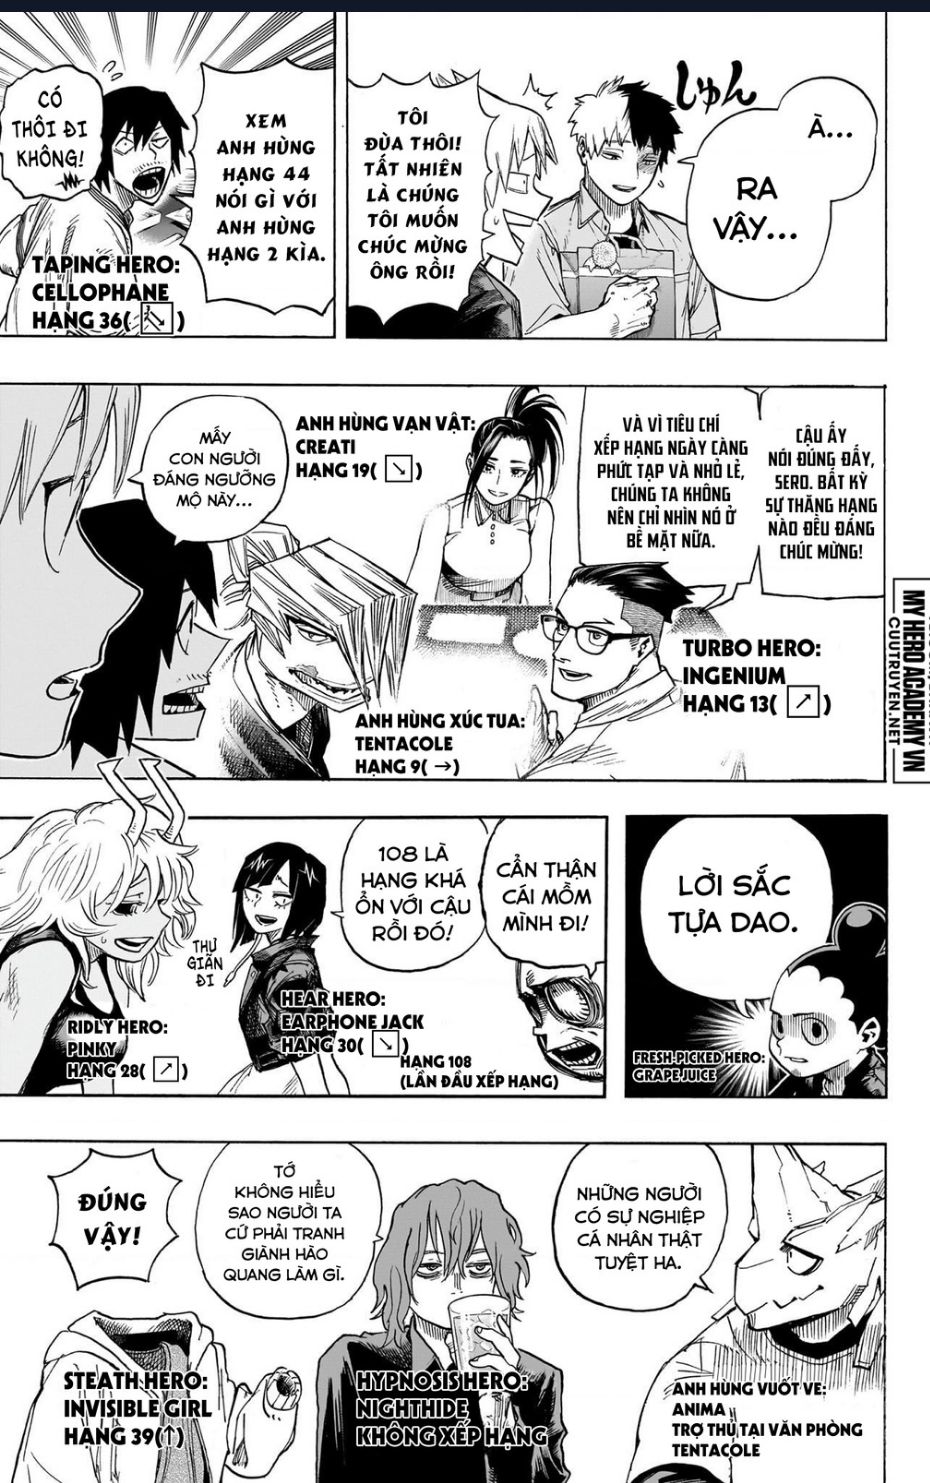 À...
RA
VẬY...
しゅん
TÔI
ĐÙA THÔI!
TẤT NHIÊN
LÀ CHÚNG
TÔI MUỐN
CHÚC MỪNG
ÔNG RỒI!
XEM
ANH HÙNG
HẠNG 44
NÓI GÌ VỚI
ANH HÙNG
HẠNG 2 KÌA.
CÓ
THÔI ĐI
KHÔNG!
TAPING HERO:
CELLOPHANE
HẠNG 36(↘)
CẬU ẤY
NÓI ĐÚNG ĐẤY,
SERO. BẤT KỲ
SỰ THĂNG HẠNG
NÀO ĐỀU ĐÁNG
CHÚC MỪNG!
VÀ VÌ TIÊU CHÍ
XẾP HẠNG NGÀY CÀNG
PHỨC TẠP VÀ NHỎ LẺ,
CHÚNG TA KHÔNG
NÊN CHỈ NHÌN NÓ Ở
BỀ MẶT NỮA.
TURBO HERO:
INGENIUM
HẠNG 13(↗)
ANH HÙNG VẠN VẬT:
CREATI
HẠNG 19(↘)
MẤY
CON NGƯỜI
ĐÁNG NGƯỠNG
MỘ NÀY...
ANH HÙNG XÚC TUA:
TENTACOLE
HẠNG 9(→)
MY HERO ACADEMY VN
CUUTRUYEN.NET
LỜI SẮC
TỰA DAO.
FRESH-PICKED HERO:
GRAPE JUICE
CẨN THẬN
CÁI MỒM
MÌNH ĐI!
108 LÀ
HẠNG KHÁ
ỔN VỚI CẬU
RỒI ĐÓ!
HẠNG 108
(LẦN ĐẦU XẾP HẠNG)
THƯ
GIÃN
ĐI
HEAR HERO:
EARPHONE JACK
HẠNG 30(↘)
RIDLY HERO:
PINKY
HẠNG 28(↗)
NHỮNG NGƯỜI
CÓ SỰ NGHIỆP
CÁ NHÂN THẬT
TUYỆT HA.
ANH HÙNG VUỐT VE:
ANIMA
TRỢ THỦ TẠI VĂN PHÒNG
TENTACOLE
TỚ
KHÔNG HIỂU
SAO NGƯỜI TA
CỨ PHẢI TRANH
GIÀNH HÀO
QUANG LÀM GÌ.
HYPNOSIS HERO:
NIGHTHIDE
KHÔNG XẾP HẠNG
ĐÚNG
VẬY!
STEATH HERO:
INVISIBLE GIRL
HẠNG 39(↑)